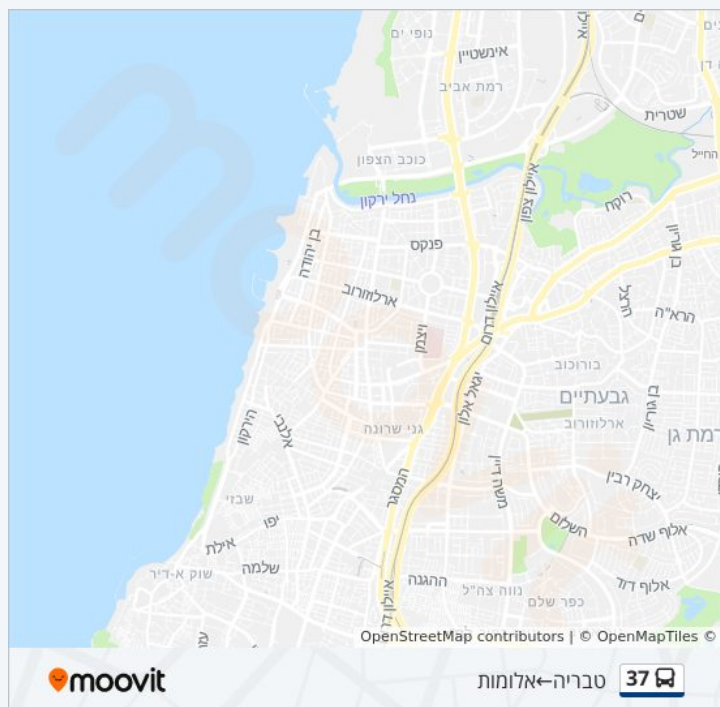 נופי ים
אינשטיין
רמת אביב
שטרית
החייל
כוכב הצפון
נחל ירקון
איילון צפון
רוקח
בן יהודה
פנקס
ארלוזורוב
איילון דרום
הרא"ה
ויצמן
בורוכוב
יגאל אלון
גבעתיים
בן גוריון
ארלוזורוב
רמת גן
הירקון
אלנבי
גני שרונה
המסגר
יצחק רבין
שבזי
יפו
השלום
אלוף שדה
אילת
שוק א-דיר
שלמה
ההגנה
נווה צה"ל
אלוף דוד
כפר שלם
OpenStreetMap contributors | © OpenMapTiles ©
moovit
טבריה←אלומות
37